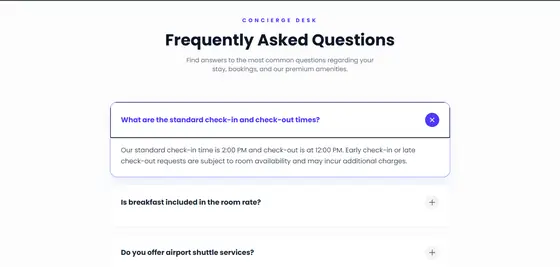 CONCIERGE DESK
Frequently Asked Questions
Find answers to the most common questions regarding your
stay, bookings, and our premium amenities.
What are the standard check-in and check-out times?
Our standard check-in time is 2:00 PM and check-out is at 12:00 PM. Early check-in or late
check-out requests are subject to room availability and may incur additional charges.
Is breakfast included in the room rate?
Do you offer airport shuttle services?